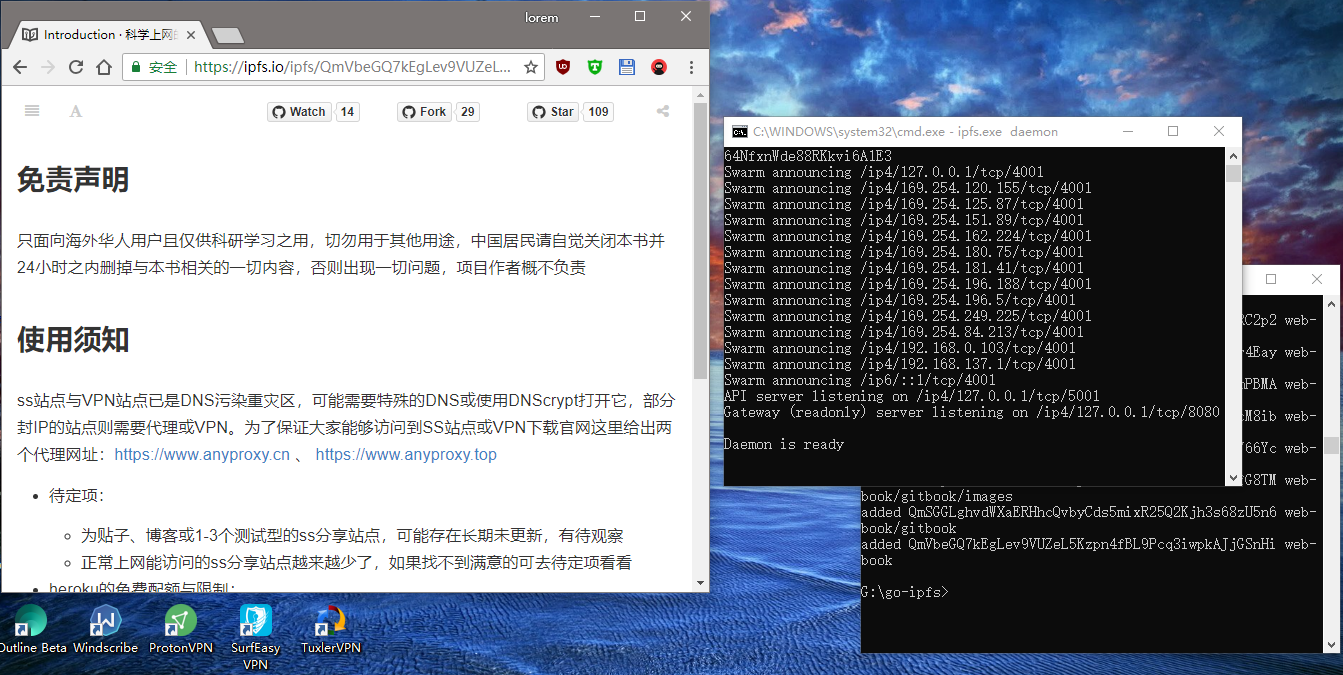 lorem
Introduction · 科学上网的
安全 https://ipfs.io/ipfs/QmVbeGQ7kEgLev9VUZeL...
A
Watch 14 Fork 29 Star 109
免责声明
只面向海外华人用户且仅供科研学习之用，切勿用于其他用途，中国居民请自觉关闭本书并
24小时之内删掉与本书相关的一切内容，否则出现一切问题，项目作者概不负责
使用须知
ss站点与VPN站点已是DNS污染重灾区，可能需要特殊的DNS或使用DNScrypt打开它，部分
封IP的站点则需要代理或VPN。为了保证大家能够访问到SS站点或VPN下载官网这里给出两
个代理网址：https://www.anyproxy.cn 、 https://www.anyproxy.top
待定项：
为贴子、博客或1-3个测试型的ss分享站点，可能存在长期未更新，有待观察
正常上网能访问的ss分享站点越来越少了，如果找不到满意的可去待定项看看
heroku的免费配额与限制：
C:\WINDOWS\system32\cmd.exe - ipfs.exe daemon
64NfxnWde88RKkvi6A1E3
Swarm announcing /ip4/127.0.0.1/tcp/4001
Swarm announcing /ip4/169.254.120.155/tcp/4001
Swarm announcing /ip4/169.254.125.87/tcp/4001
Swarm announcing /ip4/169.254.151.89/tcp/4001
Swarm announcing /ip4/169.254.162.224/tcp/4001
Swarm announcing /ip4/169.254.180.75/tcp/4001
Swarm announcing /ip4/169.254.181.41/tcp/4001
Swarm announcing /ip4/169.254.196.188/tcp/4001
Swarm announcing /ip4/169.254.196.5/tcp/4001
Swarm announcing /ip4/169.254.249.225/tcp/4001
Swarm announcing /ip4/169.254.84.213/tcp/4001
Swarm announcing /ip4/192.168.0.103/tcp/4001
Swarm announcing /ip4/192.168.137.1/tcp/4001
Swarm announcing /ip6/::1/tcp/4001
API server listening on /ip4/127.0.0.1/tcp/5001
Gateway (readonly) server listening on /ip4/127.0.0.1/tcp/8080
Daemon is ready
C2p2 web-
4Eay web-
PBMA web-
M8ib web-
66Yc web-
G8TM web-
book/gitbook/images
added QmSGGLghvdWXaERHhcQvbyCds5mixR25Q2Kjh3s68zU5n6 web-
book/gitbook
added QmVbeGQ7kEgLev9VUZeL5Kzpn4fBL9Pcq3iwpkAJjGSnHi web-
book
G:\go-ipfs>
Outline Beta
Windscribe
ProtonVPN
SurfEasy
VPN
TuxlerVPN